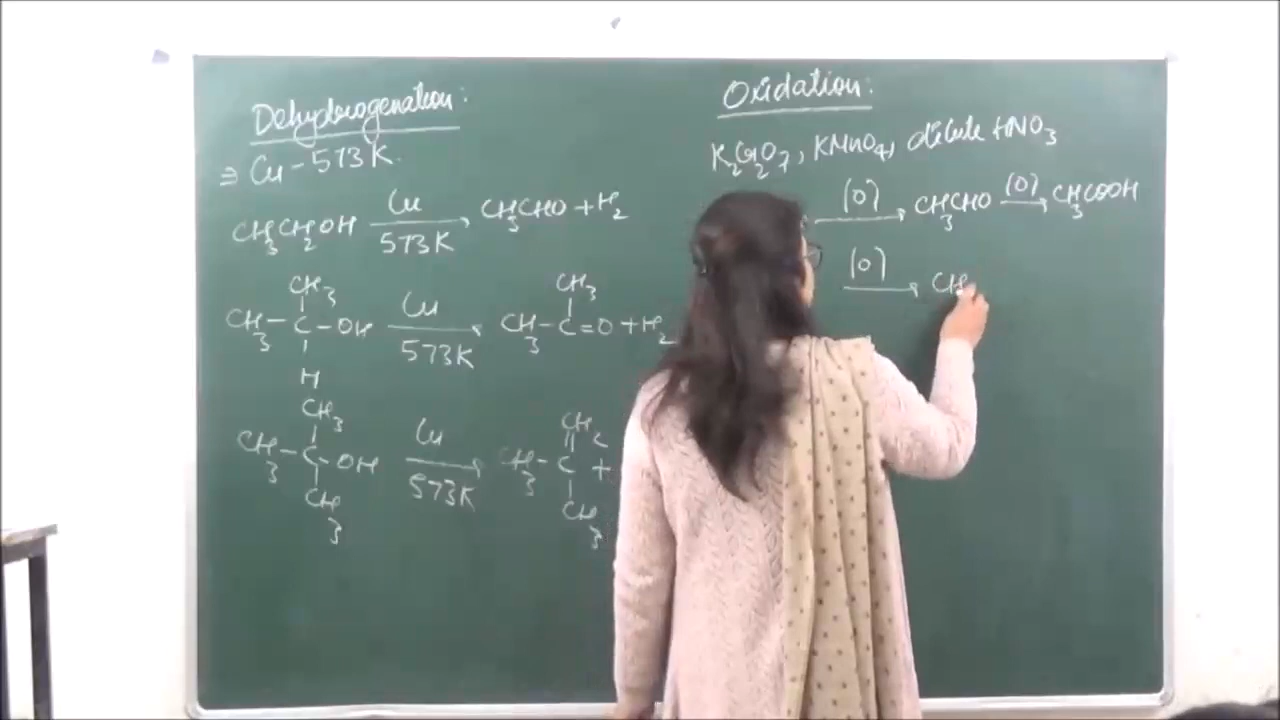 Dehydrogenation:
⇒ Cu - 573K.
CH3CH2OH Cu 573K → CH3CHO + H2
CH3
CH3-C-OH Cu 573K → CH3-C=O + H2
H
CH3
CH3
CH3-C-OH Cu 573K → CH3-C +
CH3
CH3
CH3
Oxidation:
K2Cr2O7, KMnO4, dilute HNO3
(O) → CH3CHO (O) → CH3COOH
(O) → CH